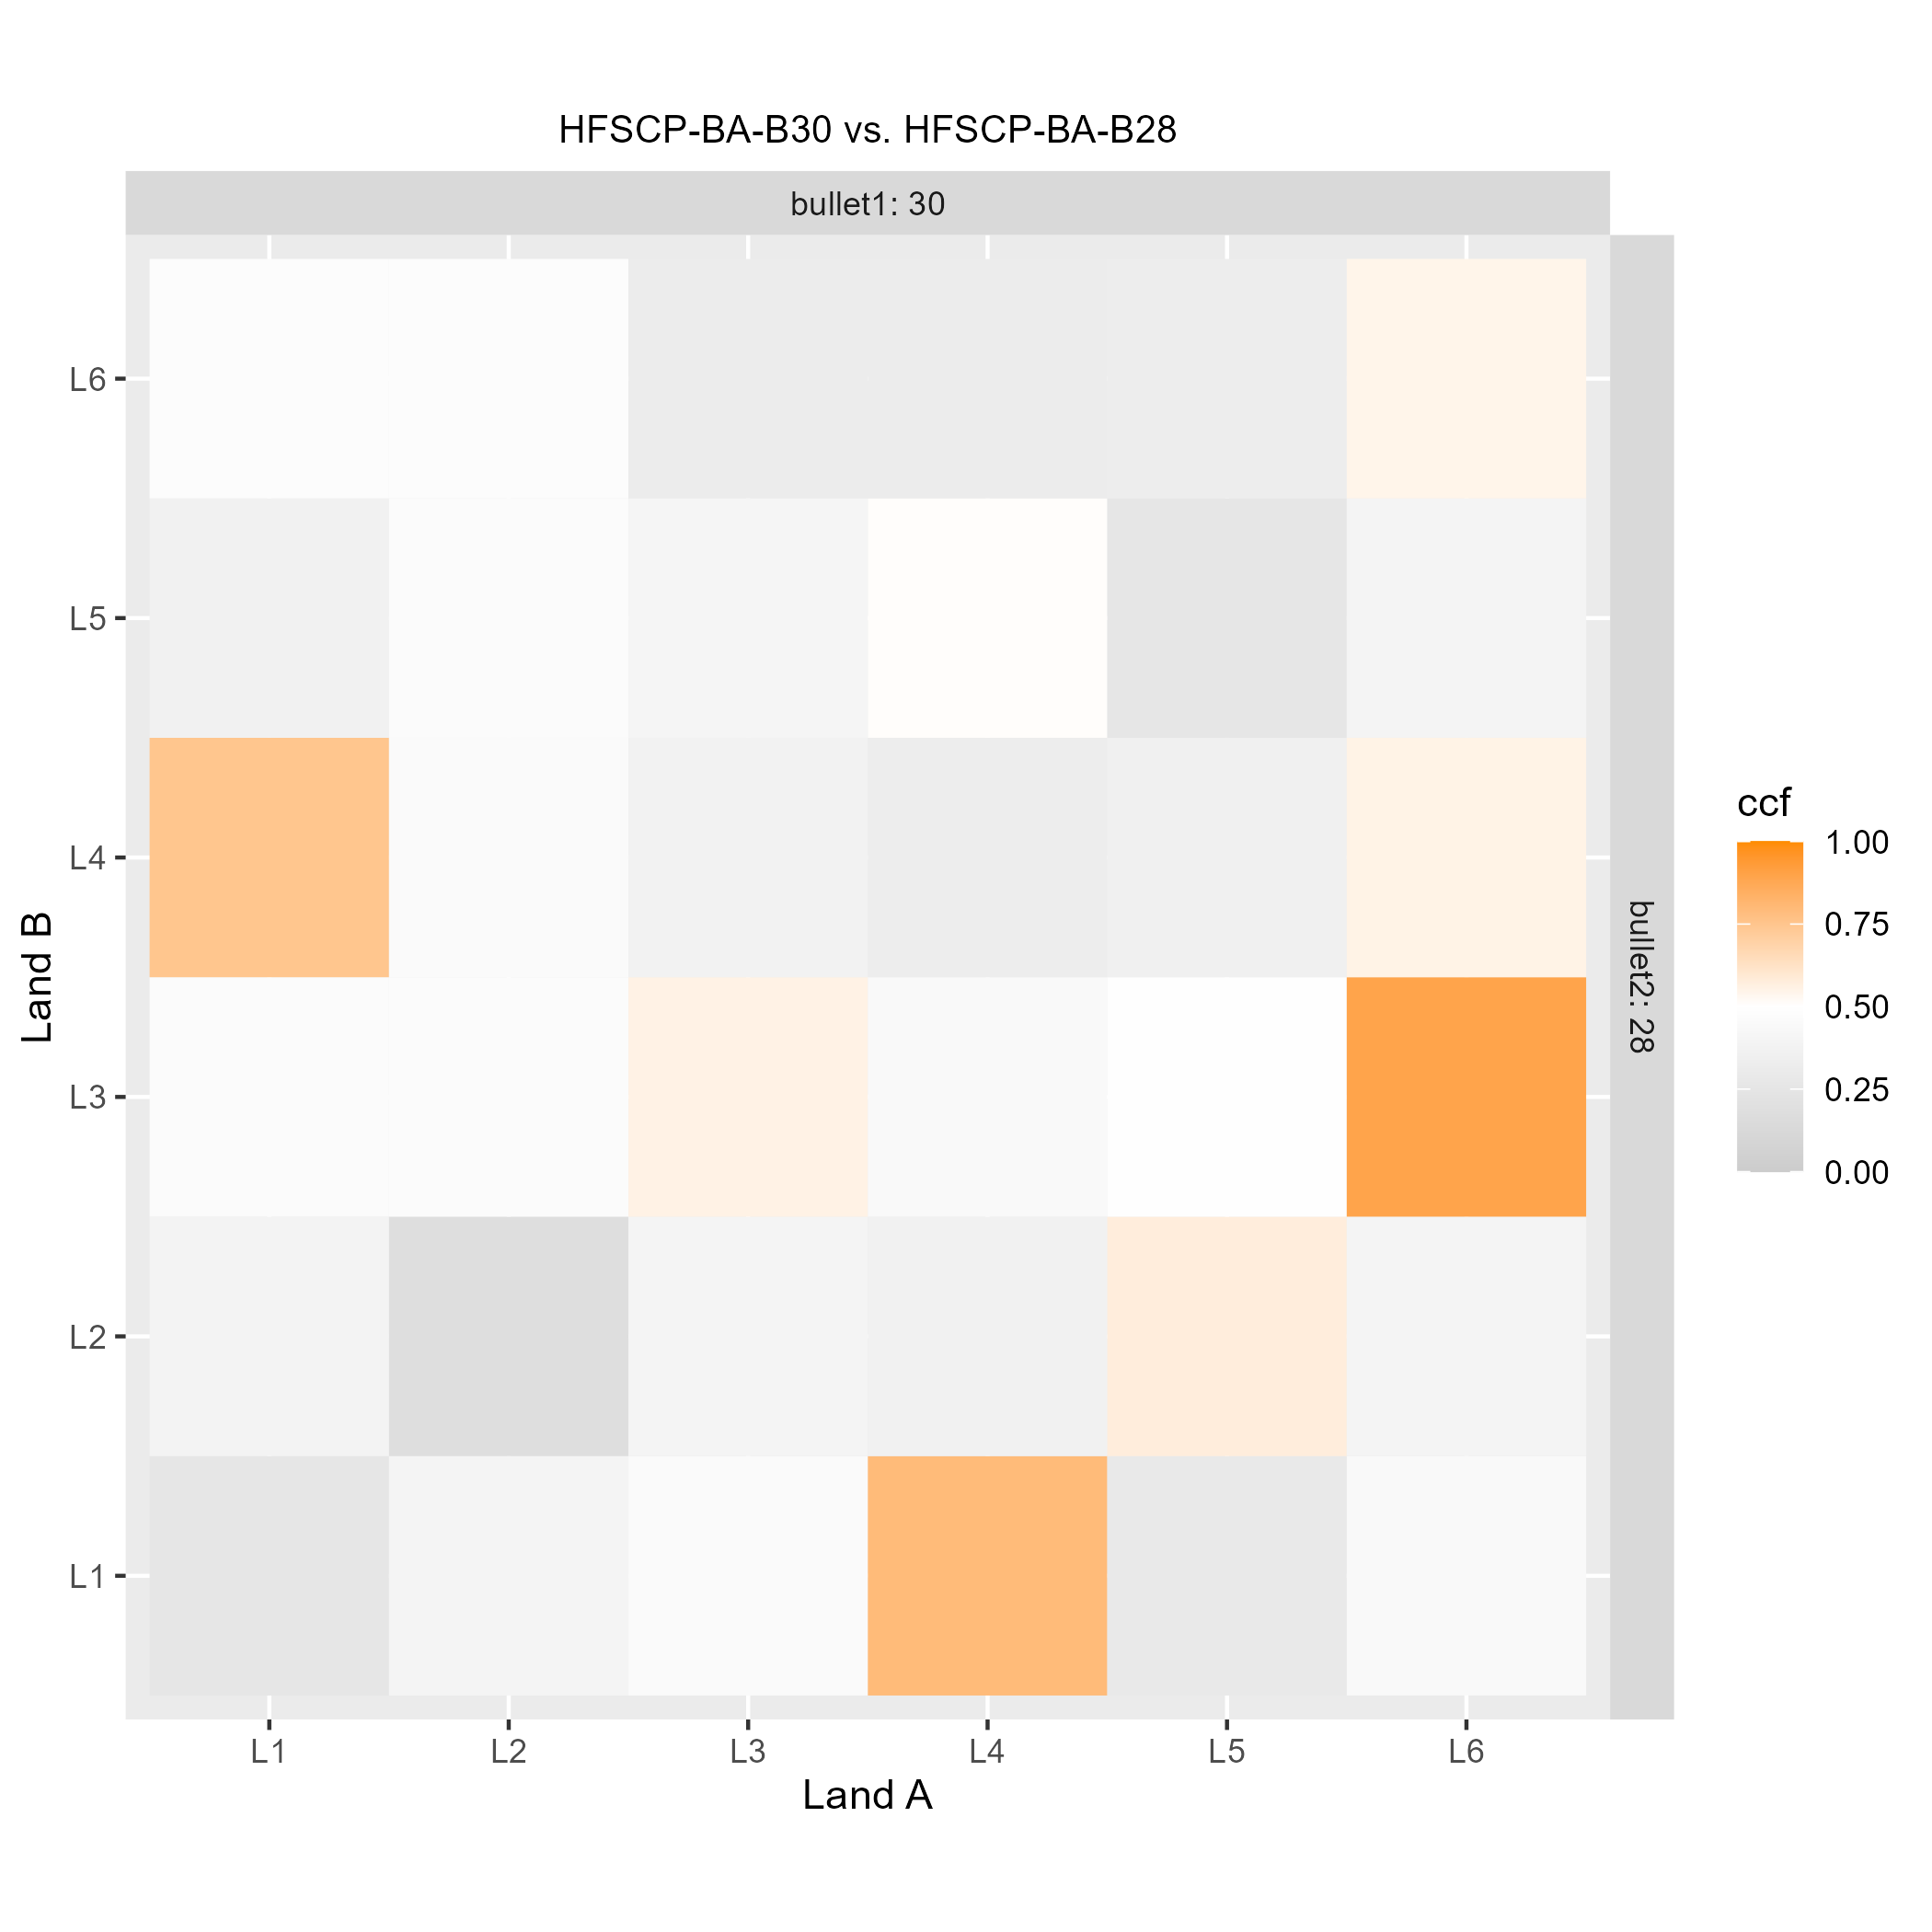 HFSCP-BA-B30 vs. HFSCP-BA-B28
bullet1: 30
L6
L5
L4
L3
L2
L1
Land B
bullet2: 28
ccf
1.00
0.75
0.50
0.25
0.00
L1 L2 L3 L4 L5 L6
Land A